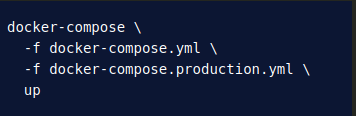 docker-compose \
  -f docker-compose.yml \
  -f docker-compose.production.yml \
  up